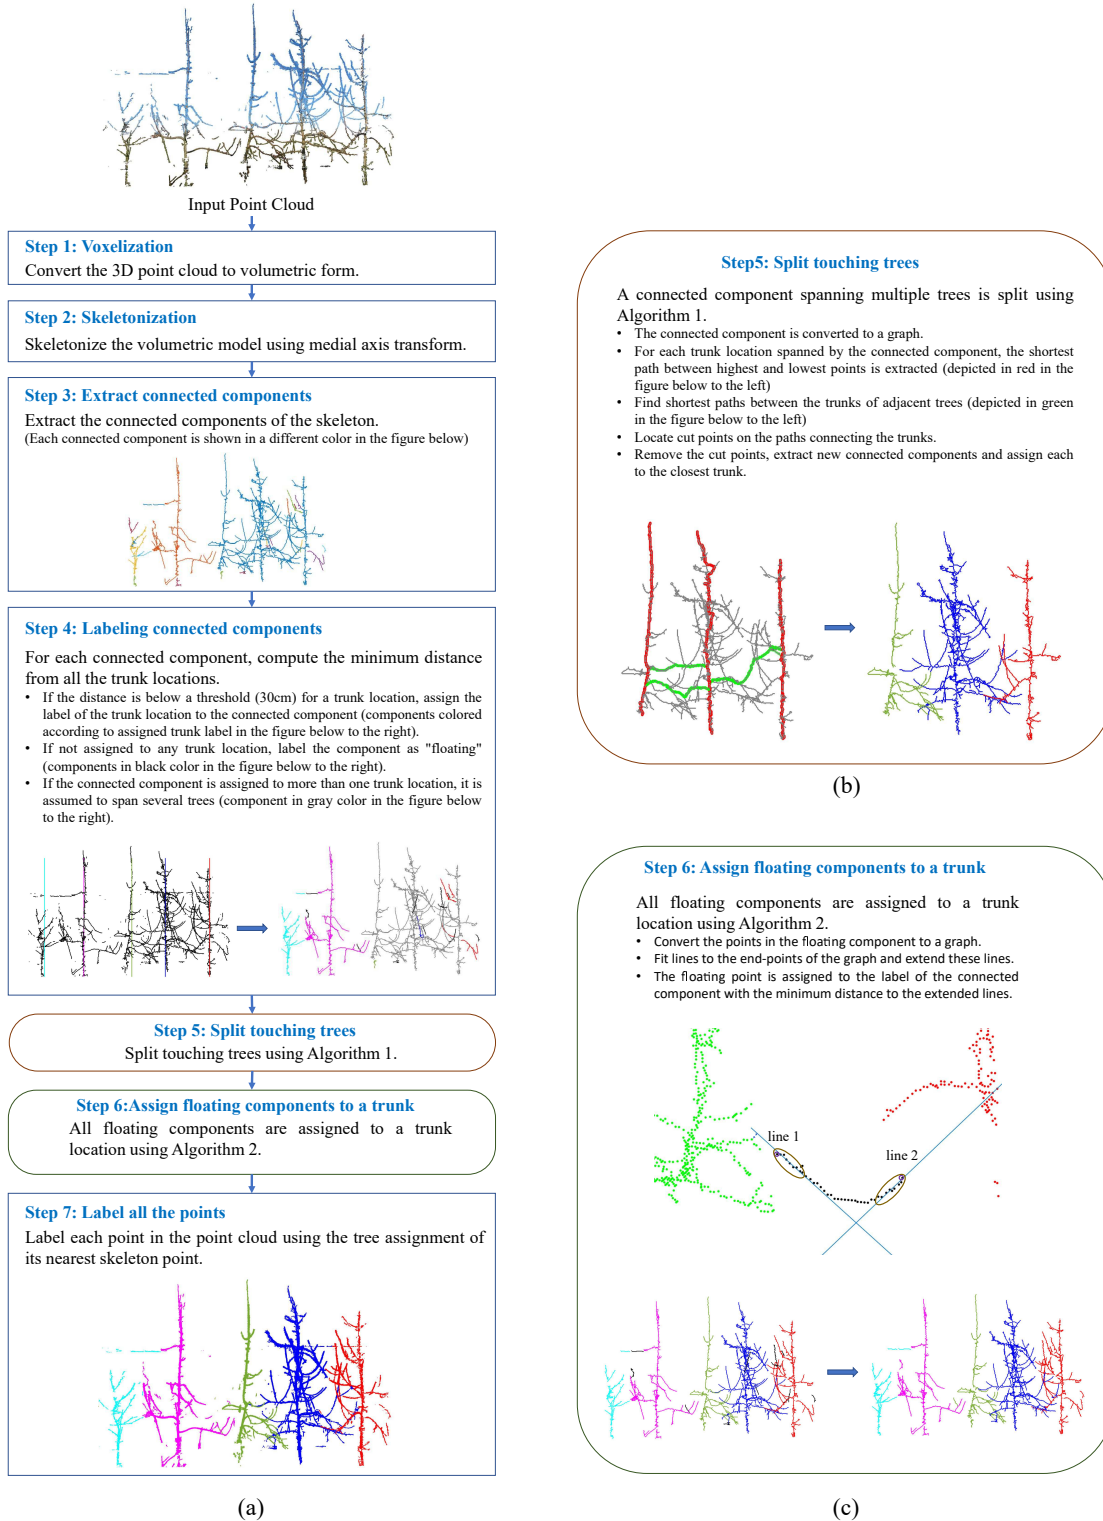 Input Point Cloud
Step 1: Voxelization
Convert the 3D point cloud to volumetric form.
Step 2: Skeletonization
Skeletonize the volumetric model using medial axis transform.
Step 3: Extract connected components
Extract the connected components of the skeleton.
(Each connected component is shown in a different color in the figure below)
Step 4: Labeling connected components
For each connected component, compute the minimum distance
from all the trunk locations.
• If the distance is below a threshold (30cm) for a trunk location, assign the
label of the trunk location to the connected component (components colored
according to assigned trunk label in the figure below to the right).
• If not assigned to any trunk location, label the component as "floating"
(components in black color in the figure below to the right).
• If the connected component is assigned to more than one trunk location, it is
assumed to span several trees (component in gray color in the figure below
to the right).
Step 5: Split touching trees
Split touching trees using Algorithm 1.
Step 6:Assign floating components to a trunk
All floating components are assigned to a trunk
location using Algorithm 2.
Step 7: Label all the points
Label each point in the point cloud using the tree assignment of
its nearest skeleton point.
(a)
Step5: Split touching trees
A connected component spanning multiple trees is split using
Algorithm 1.
• The connected component is converted to a graph.
• For each trunk location spanned by the connected component, the shortest
path between highest and lowest points is extracted (depicted in red in the
figure below to the left)
• Find shortest paths between the trunks of adjacent trees (depicted in green
in the figure below to the left)
• Locate cut points on the paths connecting the trunks.
• Remove the cut points, extract new connected components and assign each
to the closest trunk.
(b)
Step 6: Assign floating components to a trunk
All floating components are assigned to a trunk
location using Algorithm 2.
• Convert the points in the floating component to a graph.
• Fit lines to the end-points of the graph and extend these lines.
• The floating point is assigned to the label of the connected
component with the minimum distance to the extended lines.
line 1
line 2
(c)